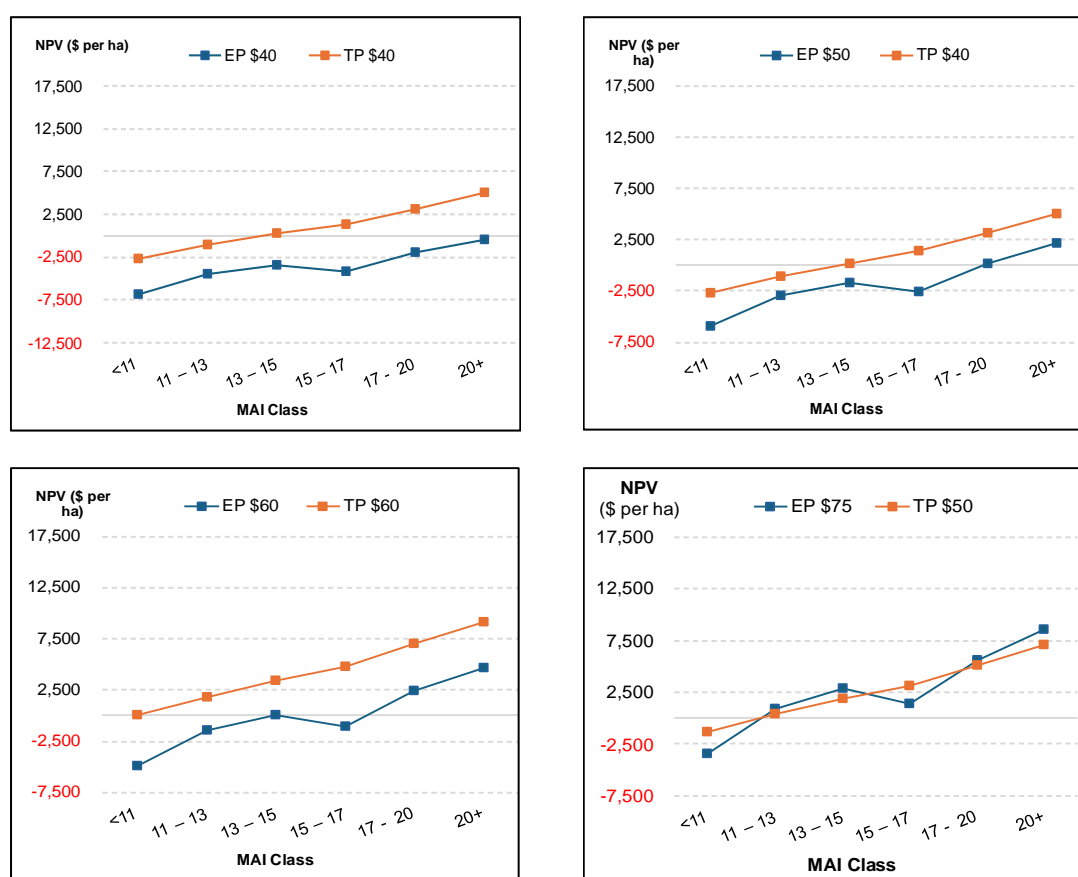 NPV ($ per ha)
EP $40
TP $40
17,500
12,500
7,500
2,500
-2,500
-7,500
-12,500
<11
11 – 13
13 – 15
15 – 17
17 - 20
20+
MAI Class
NPV ($ per
ha)
EP $50
TP $40
17,500
12,500
7,500
2,500
-2,500
-7,500
<11
11 – 13
13 – 15
15 – 17
17 - 20
20+
MAI Class
NPV ($ per
ha)
EP $60
TP $60
17,500
12,500
7,500
2,500
-2,500
-7,500
<11
11 – 13
13 – 15
15 – 17
17 - 20
20+
MAI Class
NPV
($ per ha)
EP $75
TP $50
17,500
12,500
7,500
2,500
-2,500
-7,500
<11
11 – 13
13 – 15
15 – 17
17 - 20
20+
MAI Class